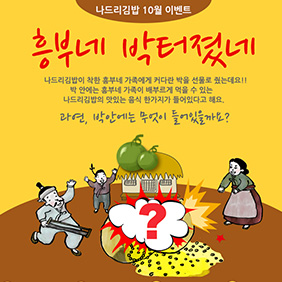 나드리김밥 10월 이벤트
흥부네 박터졌네
나드리김밥이 착한 흥부네 가족에게 커다란 박을 선물로 줬는데요!!
박 안에는 흥부네 가족이 배부르게 먹을 수 있는
나드리김밥의 맛있는 음식 한가지가 들어있다고 해요.
과연, 박안에는 무엇이 들어있을까요?
?